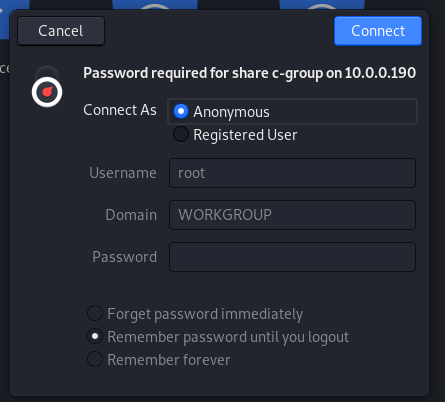 Cancel
Connect
ce
Password required for share c-group on 10.0.0.190
Connect As
Anonymous
Registered User
Username
root
Domain
WORKGROUP
Password
Forget password immediately
Remember password until you logout
Remember forever